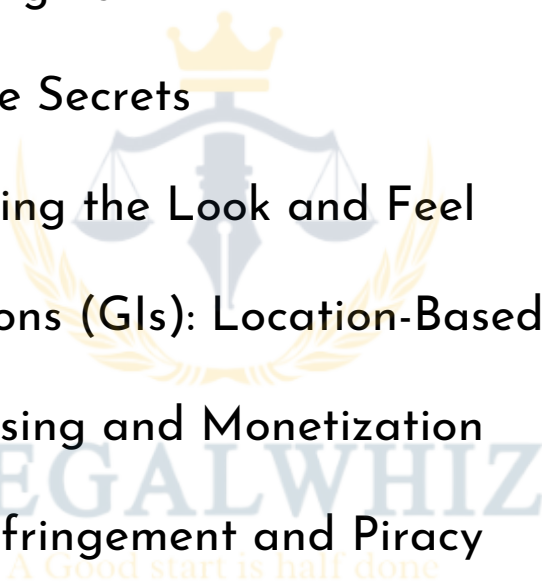 e Secrets
ing the Look and Feel
ons (GIs): Location-Based
sing and Monetization
EGALWHIZ
fringement and Piracy
A Good start is half done